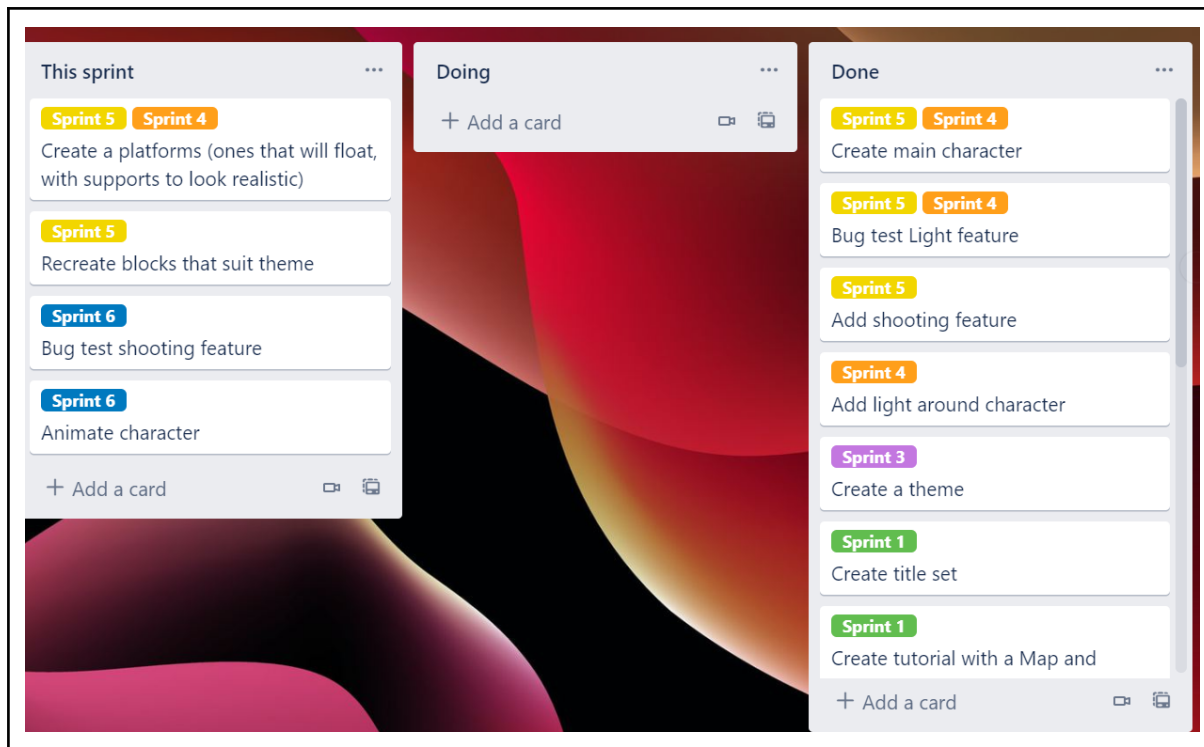 This sprint
Sprint 5 Sprint 4
Create a platforms (ones that will float,
with supports to look realistic)
Sprint 5
Recreate blocks that suit theme
Sprint 6
Bug test shooting feature
Sprint 6
Animate character
+ Add a card
Doing
+ Add a card
Done
Sprint 5 Sprint 4
Create main character
Sprint 5 Sprint 4
Bug test Light feature
Sprint 5
Add shooting feature
Sprint 4
Add light around character
Sprint 3
Create a theme
Sprint 1
Create title set
Sprint 1
Create tutorial with a Map and
+ Add a card